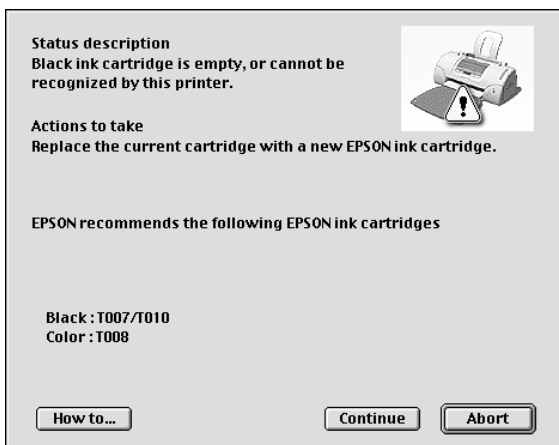 Status description
Black ink cartridge is empty, or cannot be
recognized by this printer.
Actions to take
Replace the current cartridge with a new EPSON ink cartridge.
EPSON recommends the following EPSON ink cartridges
Black : T007/T010
Color : T008
How to... Continue Abort